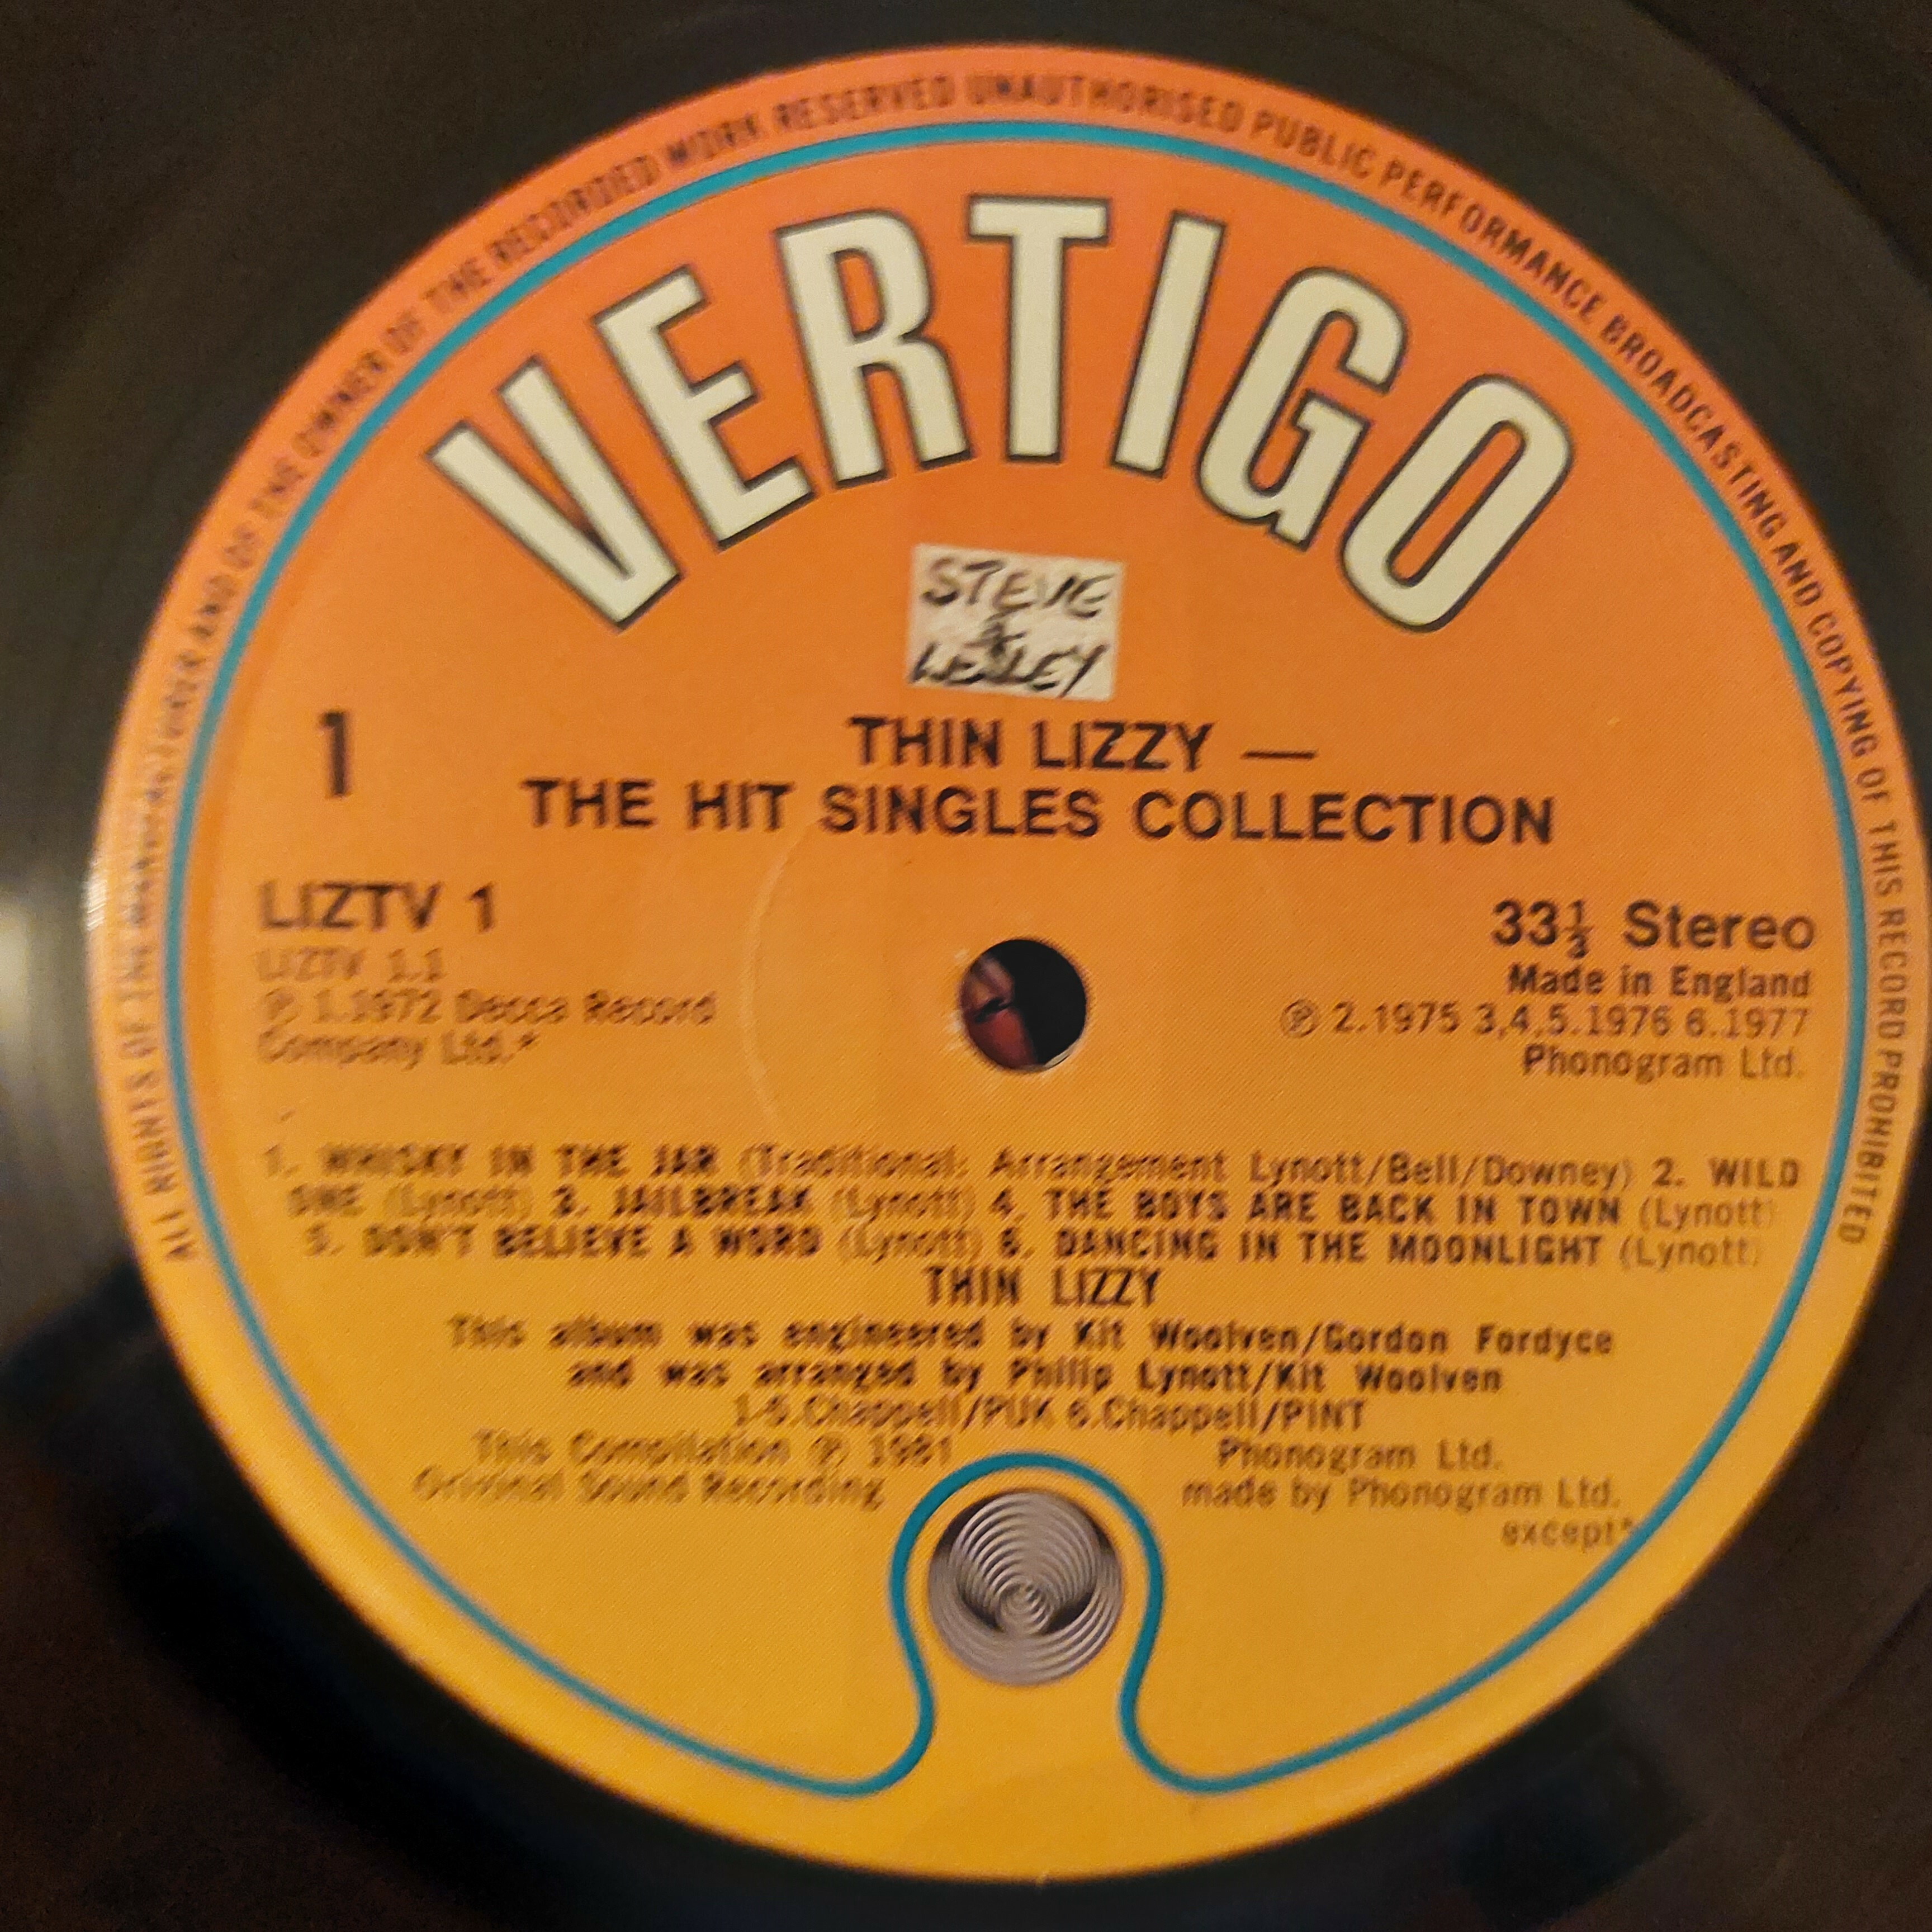 ALL RIGHTS OF THE MANUFACTURER AND OF THE OWNER OF THE RECORDED WORK RESERVED UNAUTHORISED PUBLIC PERFORMANCE BROADCASTING AND COPYING OF THIS RECORD PROHIBITED
VERTIGO
STEVIE
&
LESLEY
1
THIN LIZZY —
THE HIT SINGLES COLLECTION
LIZTV 1
LIZTV 1.1
℗ 1.1972 Decca Record
Company Ltd.*
33⅓ Stereo
Made in England
℗ 2.1975 3,4,5.1976 6.1977
Phonogram Ltd.
1. WHISKY IN THE JAR (Traditional: Arrangement Lynott/Bell/Downey) 2. WILD
ONE (Lynott) 3. JAILBREAK (Lynott) 4. THE BOYS ARE BACK IN TOWN (Lynott)
5. DON'T BELIEVE A WORD (Lynott) 6. DANCING IN THE MOONLIGHT (Lynott)
THIN LIZZY
This album was engineered by Kit Woolven/Gordon Fordyce
and was arranged by Philip Lynott/Kit Woolven
1-5.Chappell/PUK 6.Chappell/PINT
This Compilation ℗ 1981 Phonogram Ltd.
Original Sound Recording made by Phonogram Ltd.
except*